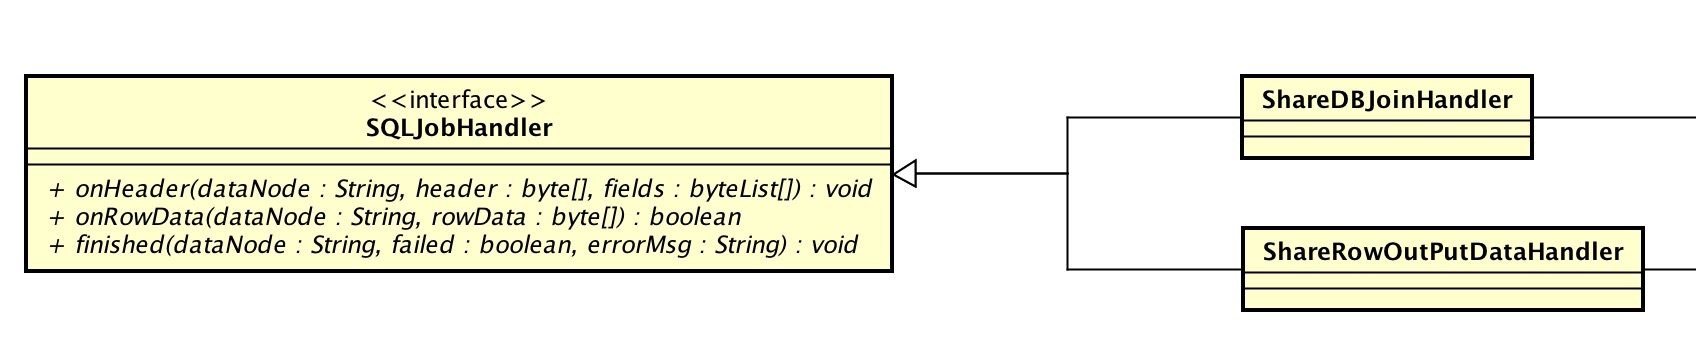 <<interface>>
SQLJobHandler
+ onHeader(dataNode : String, header : byte[], fields : byteList[]) : void
+ onRowData(dataNode : String, rowData : byte[]) : boolean
+ finished(dataNode : String, failed : boolean, errorMsg : String) : void
ShareDBJoinHandler
ShareRowOutPutDataHandler